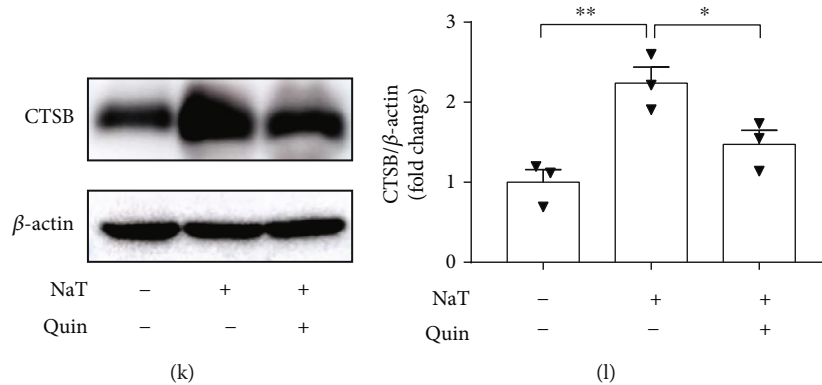 CTSB
β-actin
NaT – + +
Quin – – +
(k)
CTSB/β-actin
(fold change)
3
2
1
0
** *
NaT – + +
Quin – – +
(l)